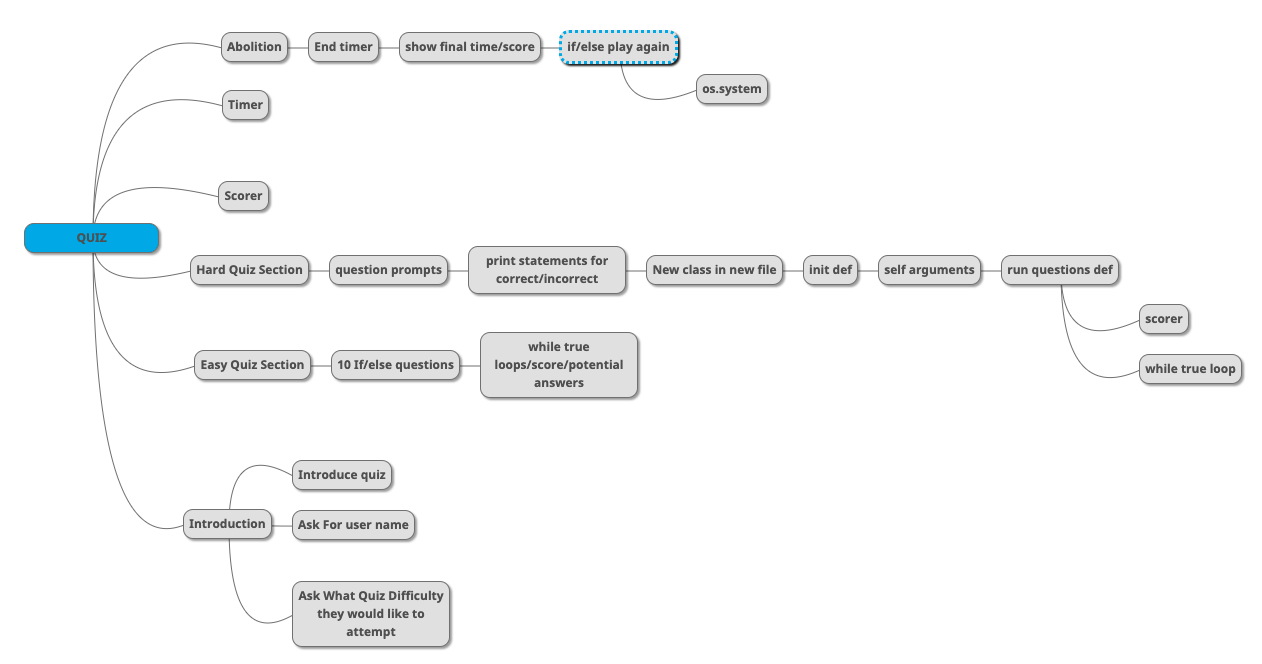 Abolition
End timer
show final time/score
if/else play again
os.system
Timer
Scorer
QUIZ
Hard Quiz Section
question prompts
print statements for
correct/incorrect
New class in new file
init def
self arguments
run questions def
scorer
while true loop
Easy Quiz Section
10 If/else questions
while true
loops/score/potential
answers
Introduction
Introduce quiz
Ask For user name
Ask What Quiz Difficulty
they would like to
attempt